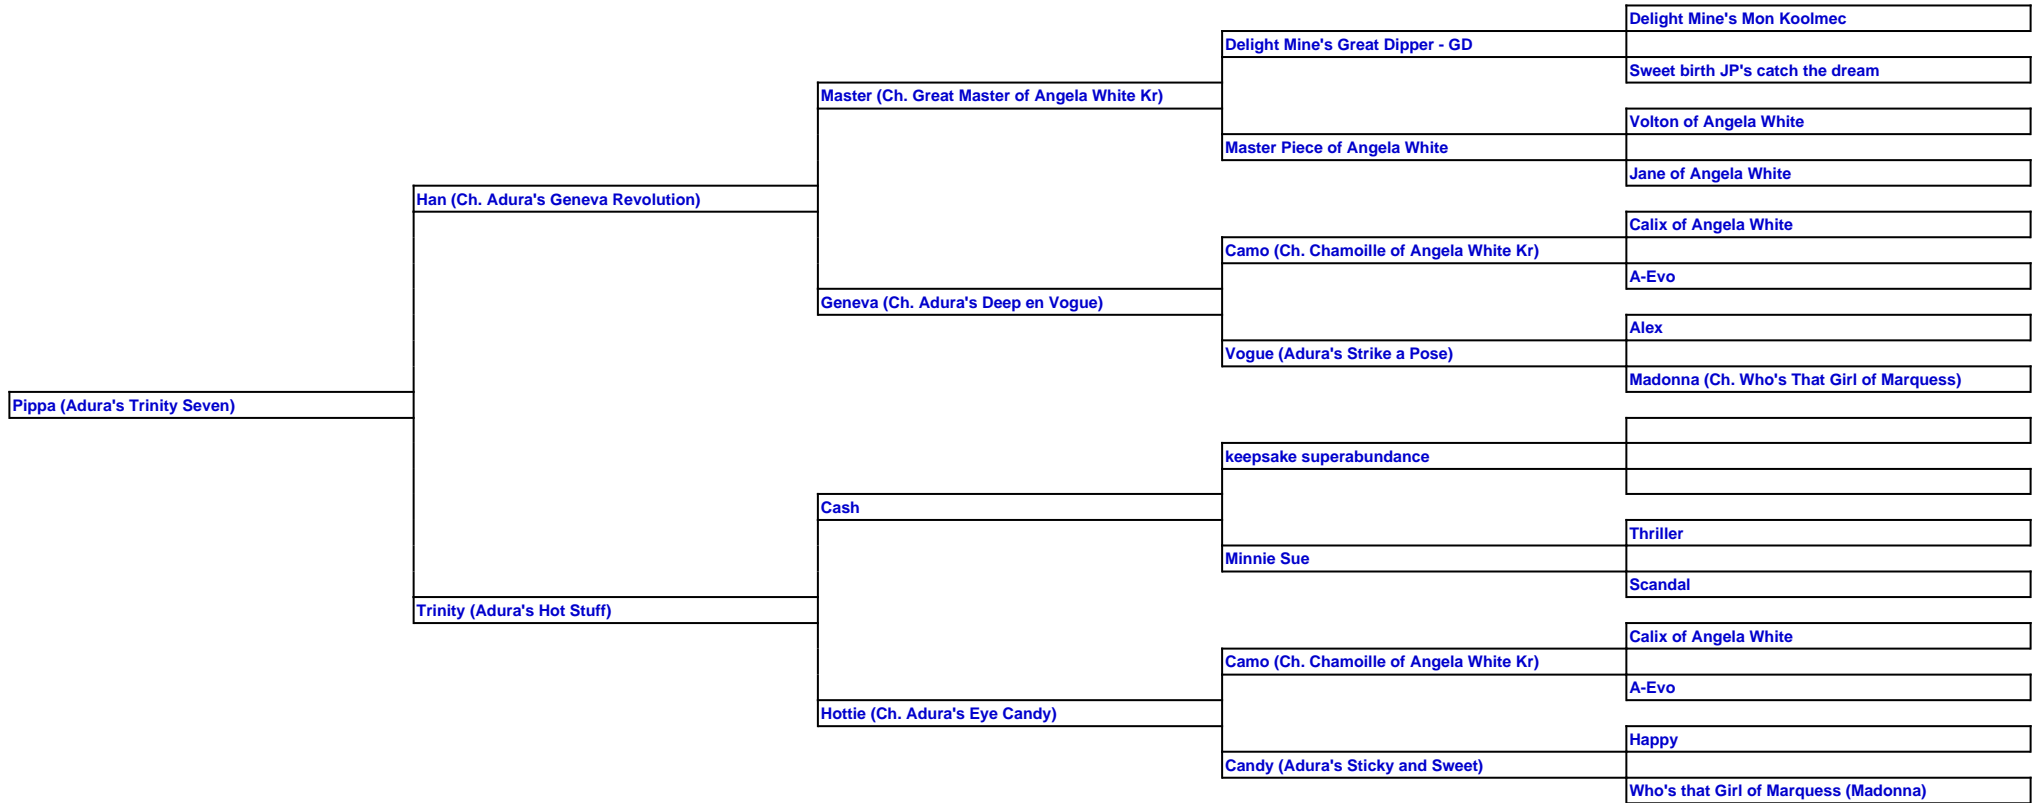 Delight Mine's Mon Koolmec
Delight Mine's Great Dipper - GD
Sweet birth JP's catch the dream
Master (Ch. Great Master of Angela White Kr)
Volton of Angela White
Master Piece of Angela White
Jane of Angela White
Han (Ch. Adura's Geneva Revolution)
Calix of Angela White
Camo (Ch. Chamoille of Angela White Kr)
A-Evo
Geneva (Ch. Adura's Deep en Vogue)
Alex
Vogue (Adura's Strike a Pose)
Madonna (Ch. Who's That Girl of Marquess)
Pippa (Adura's Trinity Seven)
keepsake superabundance
Cash
Thriller
Minnie Sue
Scandal
Trinity (Adura's Hot Stuff)
Calix of Angela White
Camo (Ch. Chamoille of Angela White Kr)
A-Evo
Hottie (Ch. Adura's Eye Candy)
Happy
Candy (Adura's Sticky and Sweet)
Who's that Girl of Marquess (Madonna)